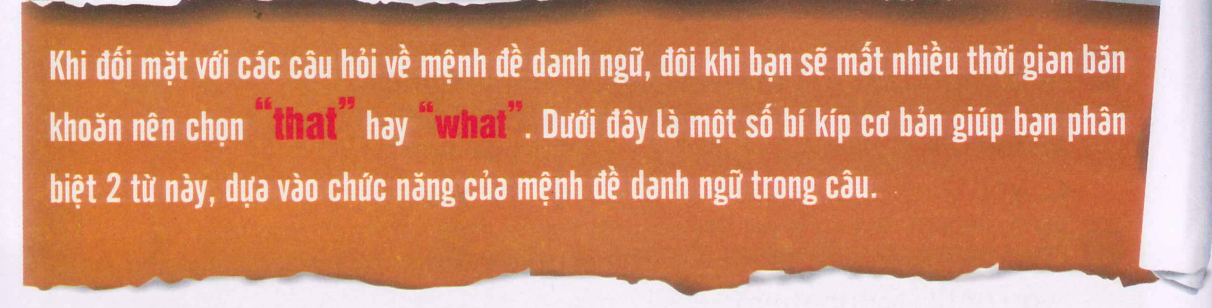 Khi đối mặt với các câu hỏi về mệnh đề danh ngữ, đôi khi bạn sẽ mất nhiều thời gian băn
khoăn nên chọn “that” hay “what”. Dưới đây là một số bí kíp cơ bản giúp bạn phân
biệt 2 từ này, dựa vào chức năng của mệnh đề danh ngữ trong câu.